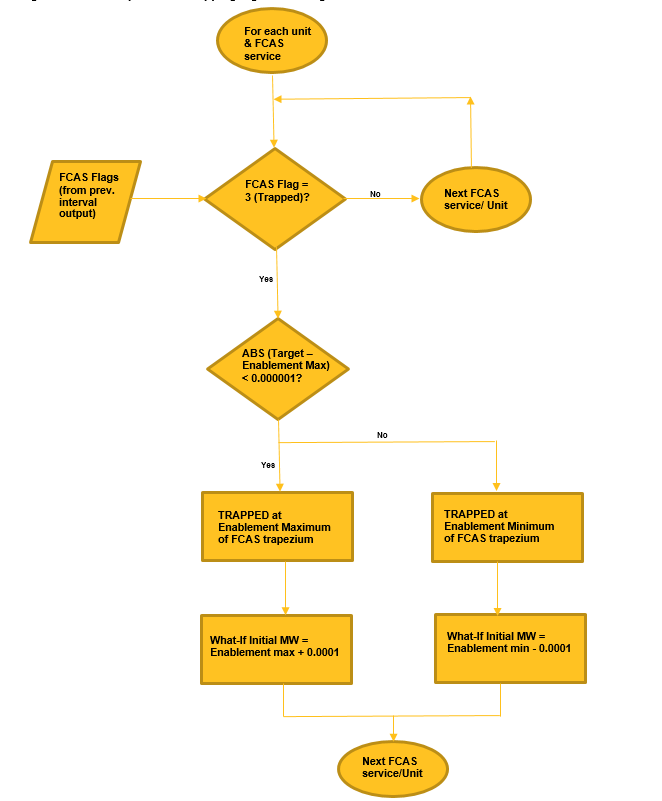 For each unit
& FCAS
service
FCAS Flags
(from prev.
interval
output)
FCAS Flag =
3 (Trapped)?
No
Next FCAS
service/ Unit
Yes
ABS (Target –
Enablement Max)
< 0.000001?
No
Yes
TRAPPED at
Enablement Maximum
of FCAS trapezium
TRAPPED at
Enablement Minimum
of FCAS trapezium
What-If Initial MW =
Enablement max + 0.0001
What-If Initial MW =
Enablement min - 0.0001
Next FCAS
service/Unit